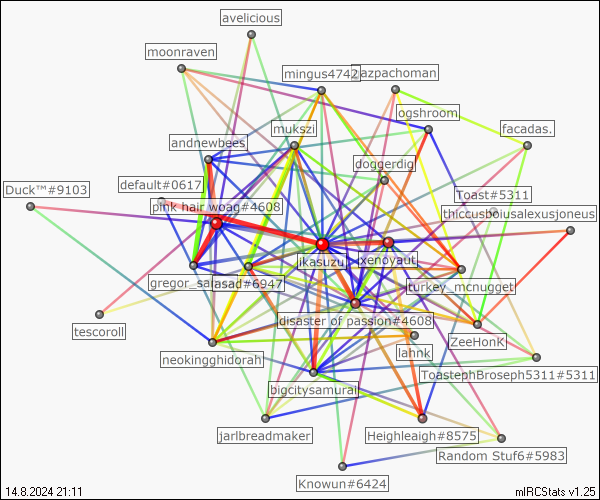 avelicious
moonraven
mingus4742
gazpachoman
ogshroom
mukszi
andnewbees
facadas.
doggerdig
Duck™#9103
default#0617
Toast#5311
pink hair woag#4608
thiccusboiusalexusjoneus
jikasuzu
xenoyaut
gregor_sa
asad#6947
turkey_mcnugget
disaster of passion#4608
tescoroll
ZeeHonK
neokingghidorah
lahnk
ToastephBroseph5311#5311
bigcitysamurai
jarlbreadmaker
Heighleaigh#8575
Random Stuf6#5983
Knowun#6424
14.8.2024 21:11
mIRCStats v1.25